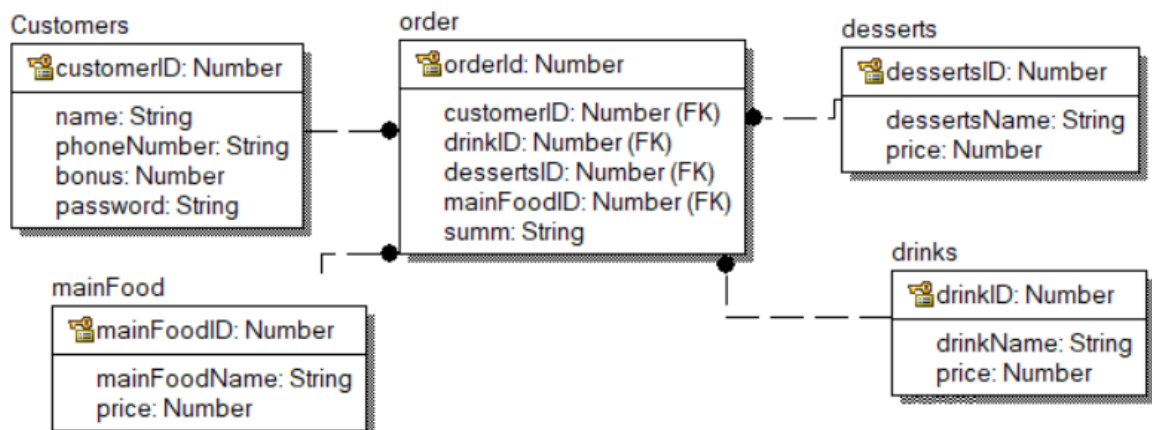 Customers
customerID: Number
name: String
phoneNumber: String
bonus: Number
password: String
order
orderId: Number
customerID: Number (FK)
drinkID: Number (FK)
dessertsID: Number (FK)
mainFoodID: Number (FK)
summ: String
desserts
dessertsID: Number
dessertsName: String
price: Number
mainFood
mainFoodID: Number
mainFoodName: String
price: Number
drinks
drinkID: Number
drinkName: String
price: Number